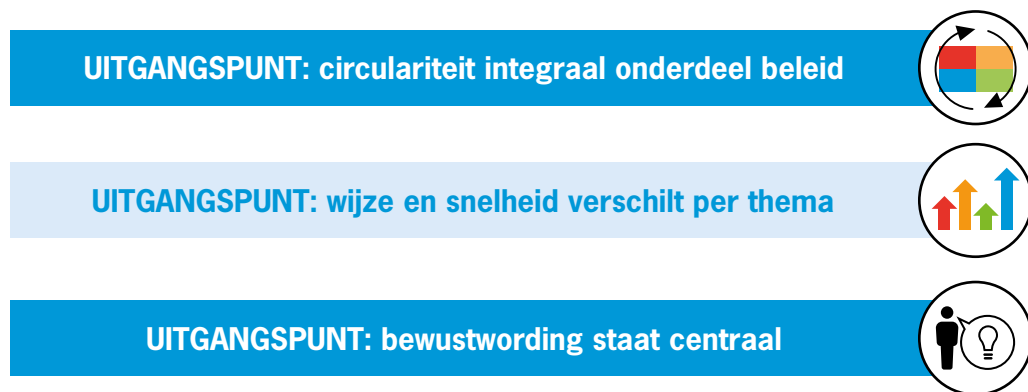 UITGANGSPUNT: circulariteit integraal onderdeel beleid
UITGANGSPUNT: wijze en snelheid verschilt per thema
UITGANGSPUNT: bewustwording staat centraal